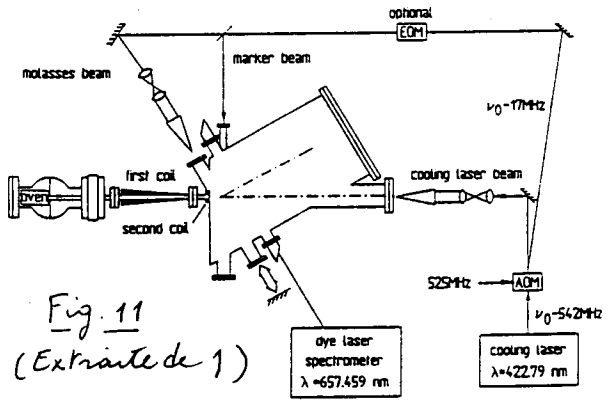 optional
EOM
molasses beam
marker beam
ν₀-17MHz
first coil
cooling laser
beam
oven
second coil
525MHz
AOM
ν₀-542MHz
Fig. 11
(Extraite de 1)
dye laser
spectrometer
λ =657.459 nm
cooling laser
λ=422.79 nm